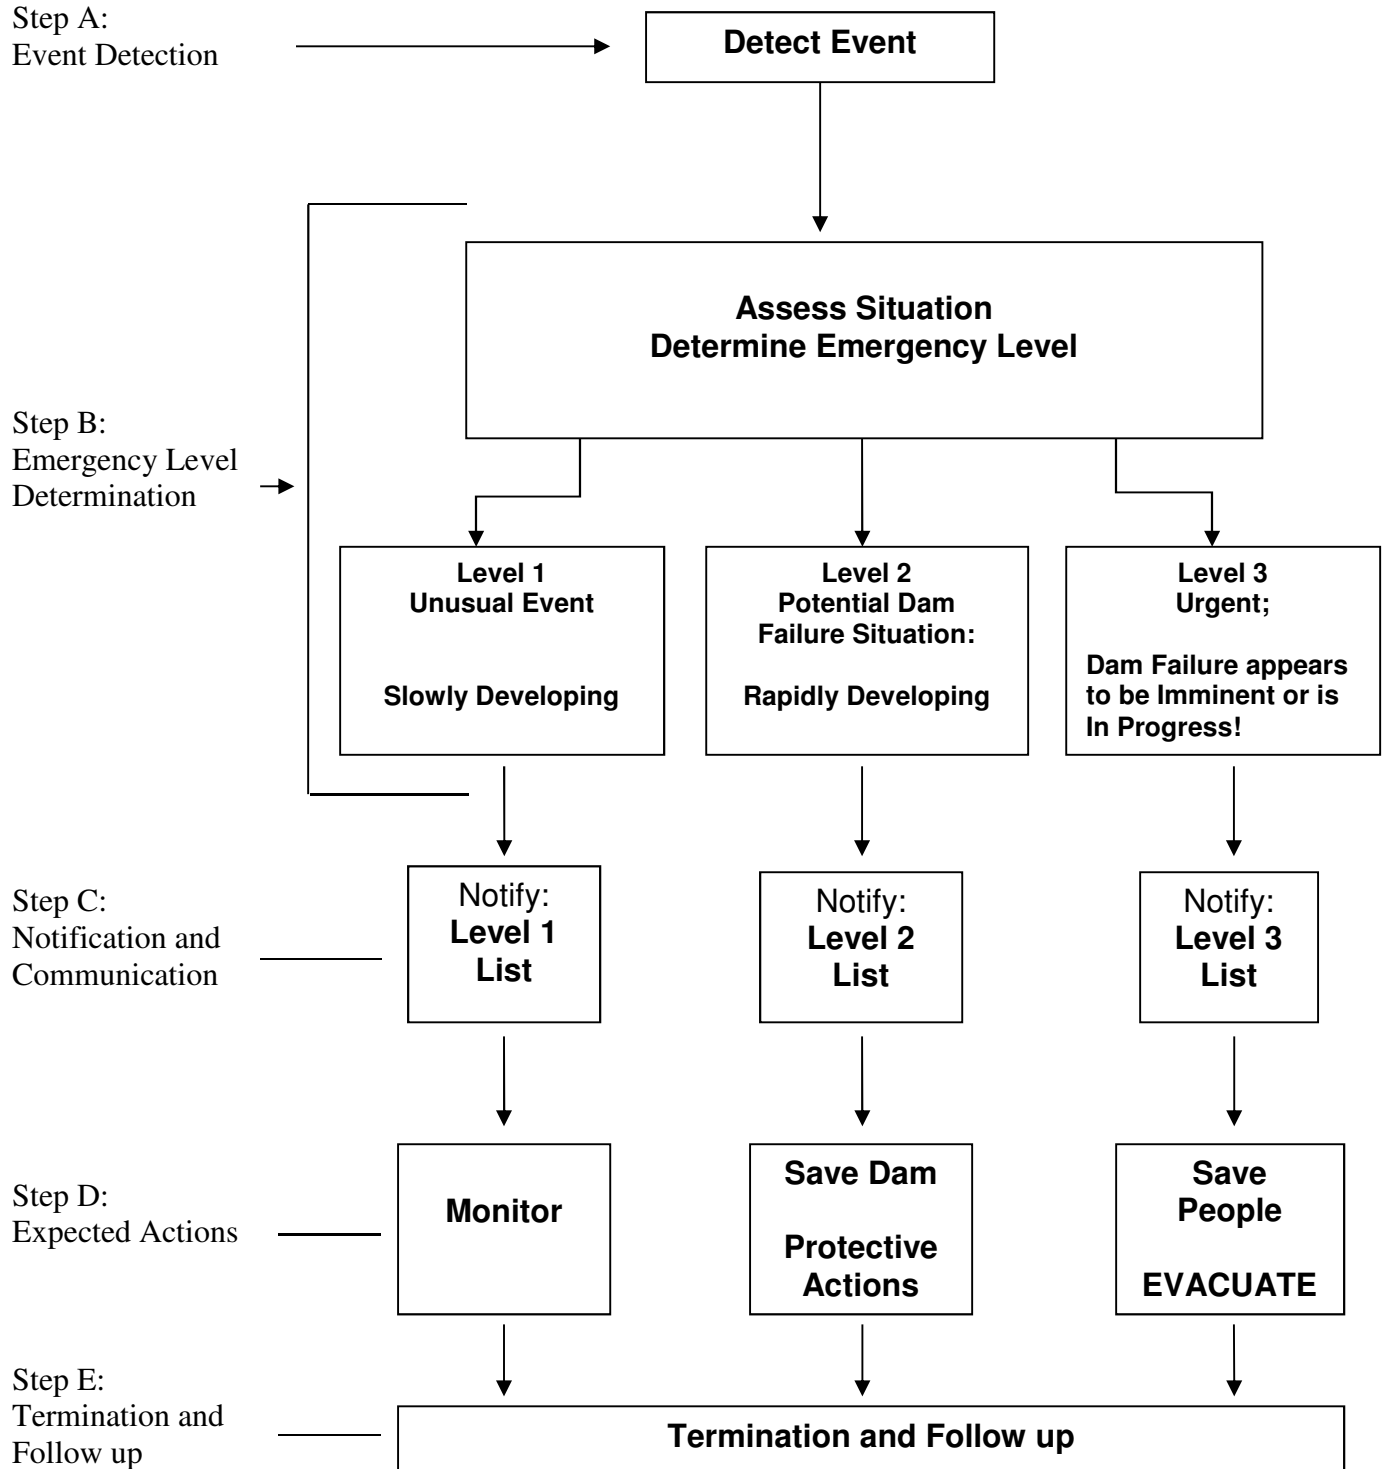 Step A:
Event Detection
Detect Event
Assess Situation
Determine Emergency Level
Step B:
Emergency Level
Determination
Level 1
Unusual Event
Slowly Developing
Level 2
Potential Dam
Failure Situation:
Rapidly Developing
Level 3
Urgent;
Dam Failure appears
to be Imminent or is
In Progress!
Step C:
Notification and
Communication
Notify:
Level 1
List
Notify:
Level 2
List
Notify:
Level 3
List
Step D:
Expected Actions
Monitor
Save Dam
Protective
Actions
Save
People
EVACUATE
Step E:
Termination and
Follow up
Termination and Follow up